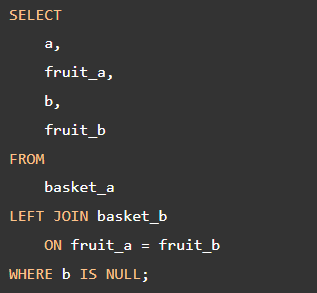 SELECT
    a,
    fruit_a,
    b,
    fruit_b
FROM
    basket_a
LEFT JOIN basket_b
    ON fruit_a = fruit_b
WHERE b IS NULL;